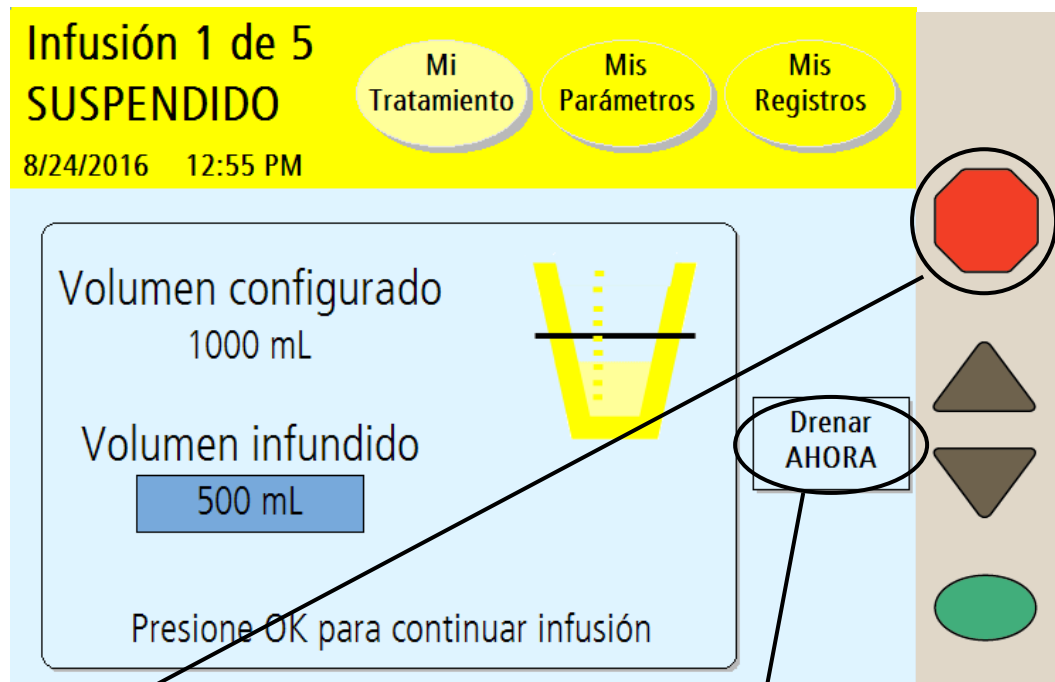 Infusión 1 de 5
SUSPENDIDO
8/24/2016 12:55 PM
Mi
Tratamiento
Mis
Parámetros
Mis
Registros
Volumen configurado
1000 mL
Volumen infundido
500 mL
Drenar
AHORA
Presione OK para continuar infusión